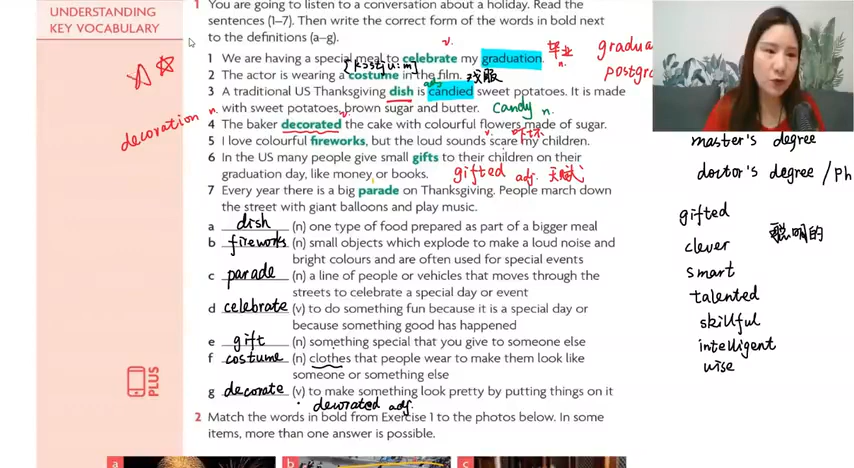 UNDERSTANDING
KEY VOCABULARY
1 You are going to listen to a conversation about a holiday. Read the
sentences (1–7). Then write the correct form of the words in bold next
to the definitions (a–g).
v.
1 We are having a special meal to celebrate my graduation. 毕业 n.
[kɒstjuːm]
2 The actor is wearing a costume in the film. 戏服
adj
3 A traditional US Thanksgiving dish is candied sweet potatoes. It is made
n. with sweet potatoes, brown sugar and butter. candy n.
decoration
v.
4 The baker decorated the cake with colourful flowers made of sugar.
v.
5 I love colourful fireworks, but the loud sounds scare my children.
6 In the US many people give small gifts to their children on their
graduation day, like money or books. gifted adj.
7 Every year there is a big parade on Thanksgiving. People march down
the street with giant balloons and play music.
a dish (n) one type of food prepared as part of a bigger meal
b fireworks (n) small objects which explode to make a loud noise and
bright colours and are often used for special events
c parade (n) a line of people or vehicles that moves through the
streets to celebrate a special day or event
d celebrate (v) to do something fun because it is a special day or
because something good has happened
e gift (n) something special that you give to someone else
f costume (n) clothes that people wear to make them look like
someone or something else
g decorate (v) to make something look pretty by putting things on it
decorated adj.
2 Match the words in bold from Exercise 1 to the photos below. In some
items, more than one answer is possible.
PLUS
a
b
c
gradua
postgra
master's degree
doctor's degree / Ph
gifted
clever 聪明的
smart
talented
skillful
intelligent
wise